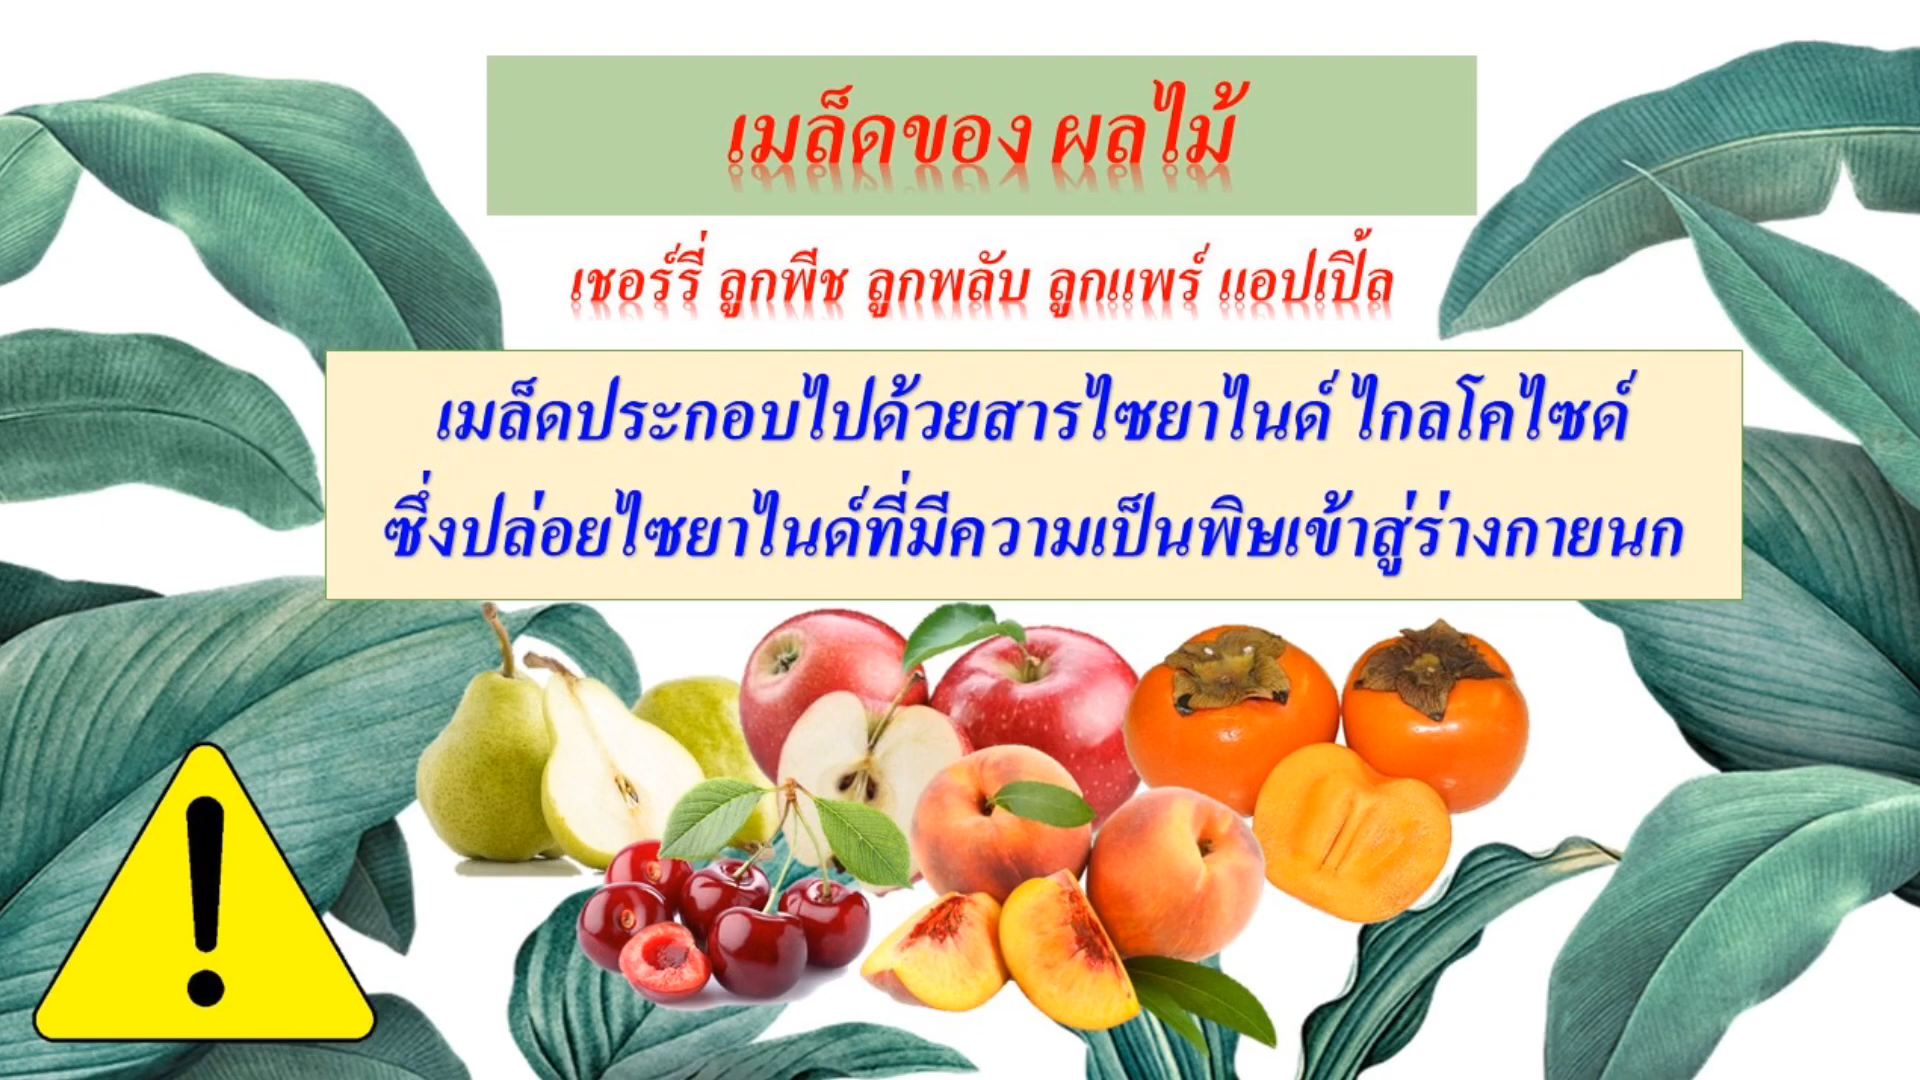 เมล็ดของ ผลไม้
เชอร์รี่ ลูกพีช ลูกพลับ ลูกแพร์ แอปเปิ้ล
เมล็ดประกอบไปด้วยสารไซยาไนด์ ไกลโคไซด์
ซึ่งปล่อยไซยาไนด์ที่มีความเป็นพิษเข้าสู่ร่างกายนก